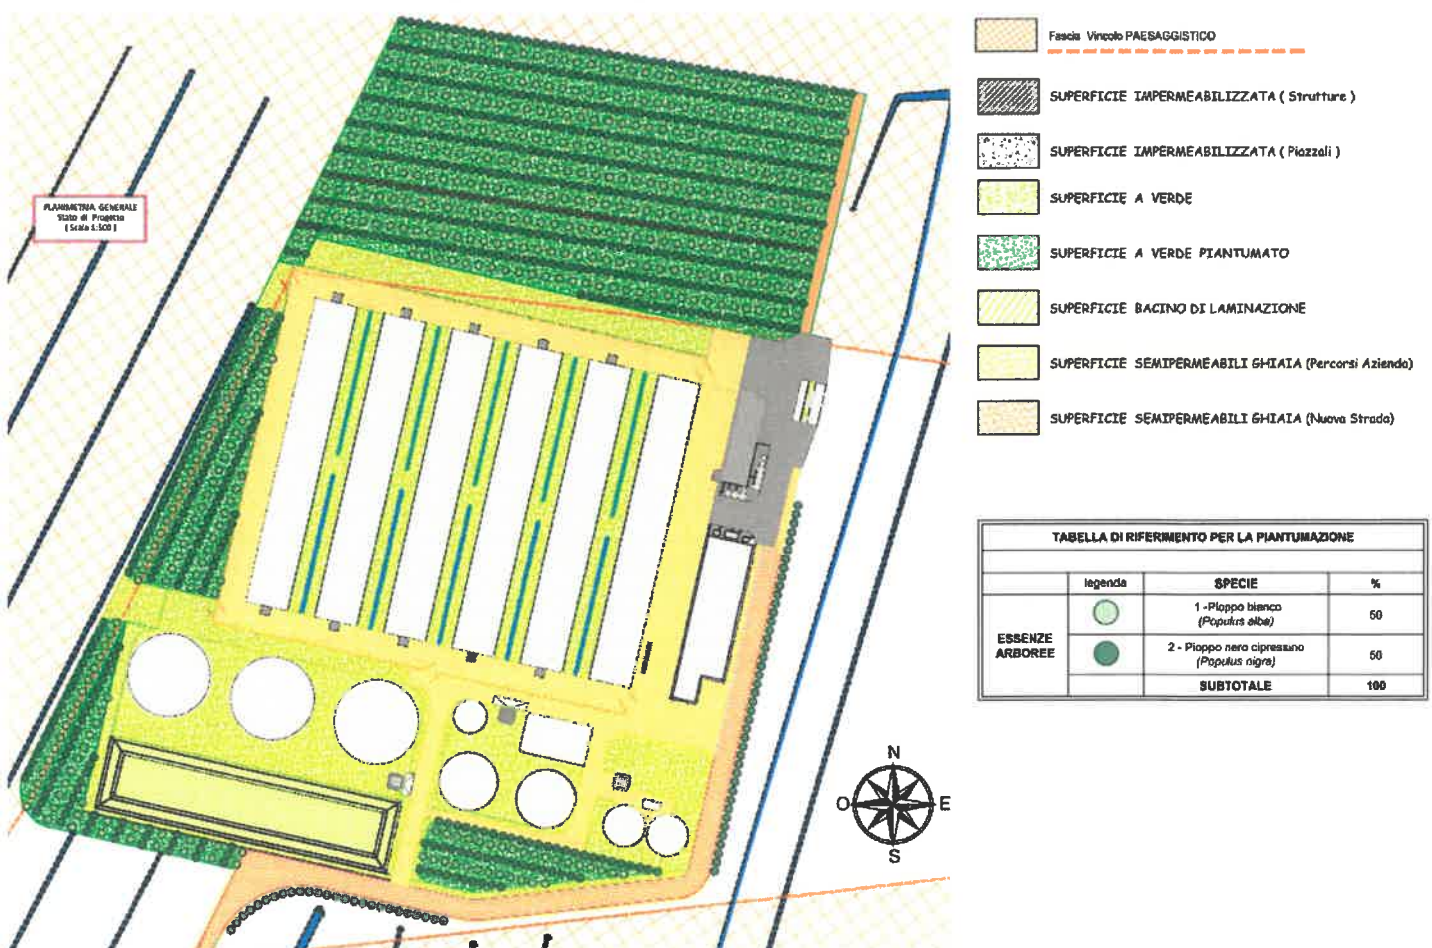 PLANIMETRIA GENERALE
Stato di Progetto
( Scala 1:500 )
Fascia Vincolo PAESAGGISTICO
SUPERFICIE IMPERMEABILIZZATA ( Strutture )
SUPERFICIE IMPERMEABILIZZATA ( Piazzali )
SUPERFICIE A VERDE
SUPERFICIE A VERDE PIANTUMATO
SUPERFICIE BACINO DI LAMINAZIONE
SUPERFICIE SEMIPERMEABILI GHIAIA (Percorsi Azienda)
SUPERFICIE SEMIPERMEABILI GHIAIA (Nuova Strada)
TABELLA DI RIFERIMENTO PER LA PIANTUMAZIONE
legenda SPECIE %
ESSENZE ARBOREE
1 -Pioppo bianco
(Populus alba)
50
2 - Pioppo nero cipressino
(Populus nigra)
50
SUBTOTALE 100
N
O E
S